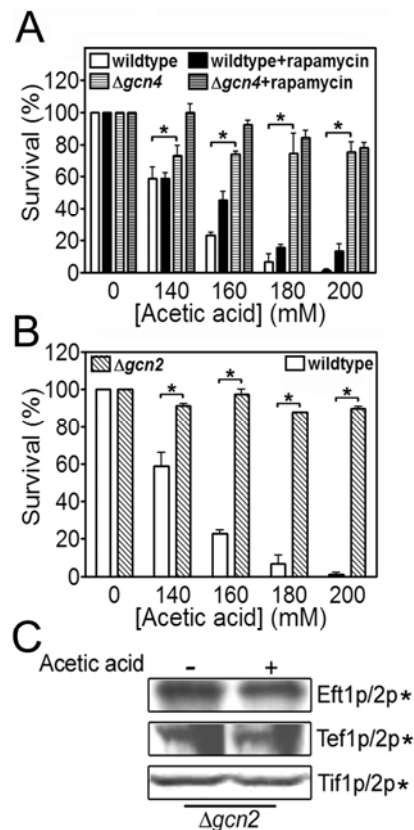 A
wildtype wildtype+rapamycin
Δgcn4 Δgcn4+rapamycin
Survival (%)
120
100
80
60
40
20
0
* * * *
0 140 160 180 200
[Acetic acid] (mM)
B
Δgcn2 wildtype
Survival (%)
120
100
80
60
40
20
0
* * * *
0 140 160 180 200
[Acetic acid] (mM)
C
Acetic acid - +
Eft1p/2p*
Tef1p/2p*
Tif1p/2p*
Δgcn2